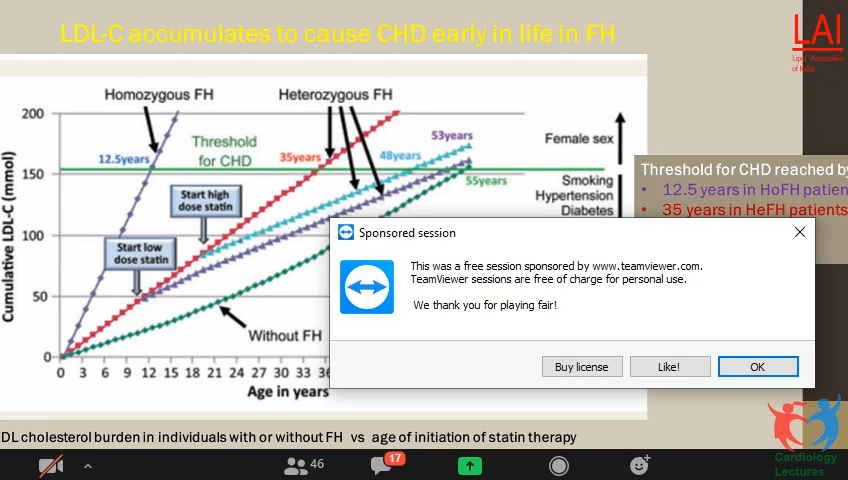 LDL-C accumulates to cause CHD early in life in FH
LAI
Lipid Association
of India
Homozygous FH
Heterozygous FH
200
150
100
50
0
Cumulative LDL-C (mmol)
Threshold
for CHD
12.5years
35years
48years
53years
55years
Female sex
Smoking
Hypertension
Diabetes
Start high
dose statin
Start low
dose statin
Without FH
0 3 6 9 12 15 18 21 24 27 30 33
Age in years
Threshold for CHD reached by
• 12.5 years in HoFH
• 35 years in HeFH patients
Sponsored session
This was a free session sponsored by www.teamviewer.com.
TeamViewer sessions are free of charge for personal use.
We thank you for playing fair!
Buy license
Like!
OK
DL cholesterol burden in individuals with or without FH vs age of initiation of statin therapy
Cardiology
Lectures
46
17